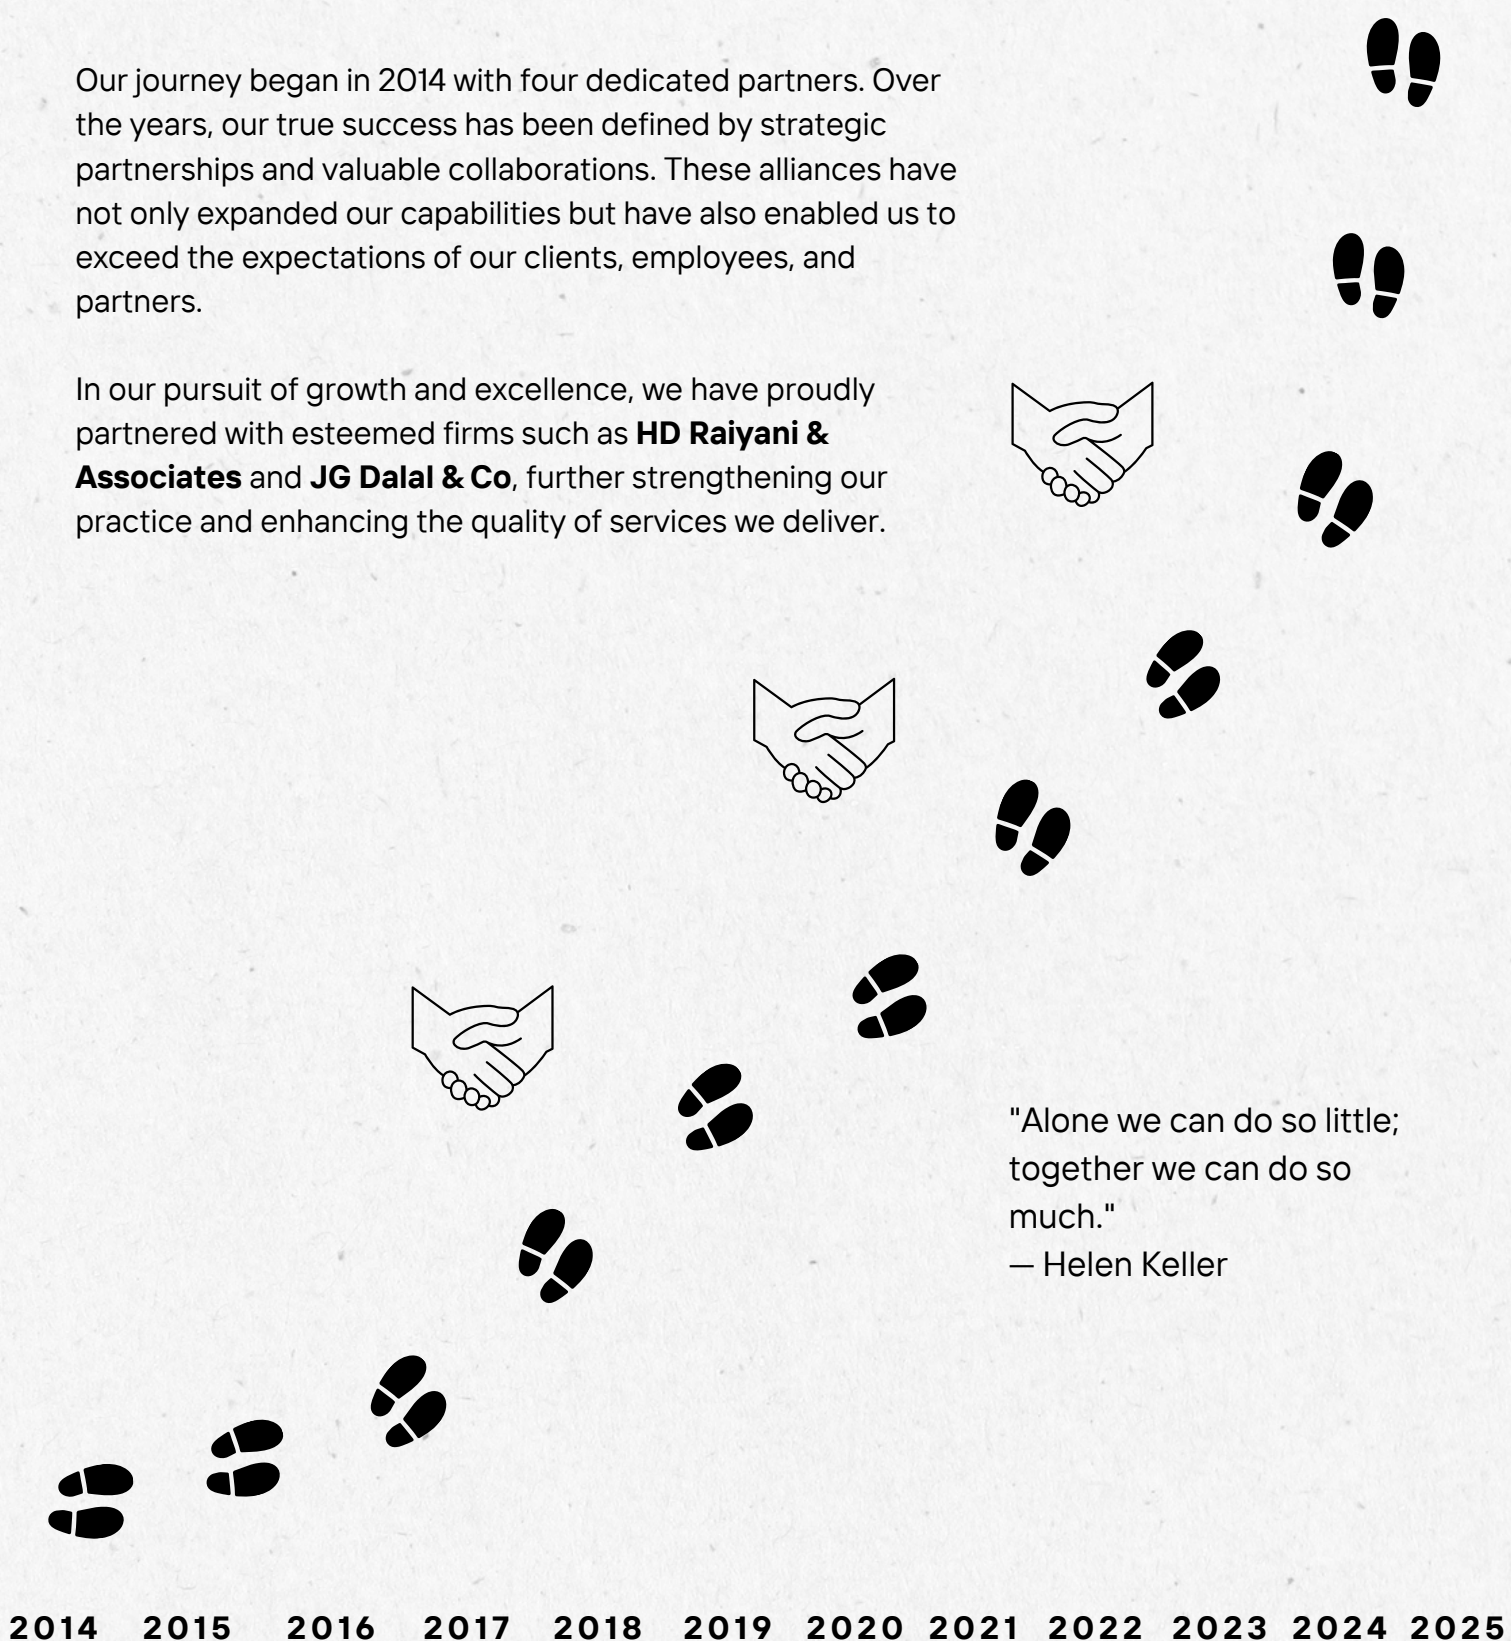 Our journey began in 2014 with four dedicated partners. Over
the years, our true success has been defined by strategic
partnerships and valuable collaborations. These alliances have
not only expanded our capabilities but have also enabled us to
exceed the expectations of our clients, employees, and
partners.
In our pursuit of growth and excellence, we have proudly
partnered with esteemed firms such as HD Raiyani &
Associates and JG Dalal & Co, further strengthening our
practice and enhancing the quality of services we deliver.
"Alone we can do so little;
together we can do so
much."
— Helen Keller
2014 2015 2016 2017 2018 2019 2020 2021 2022 2023 2024 2025